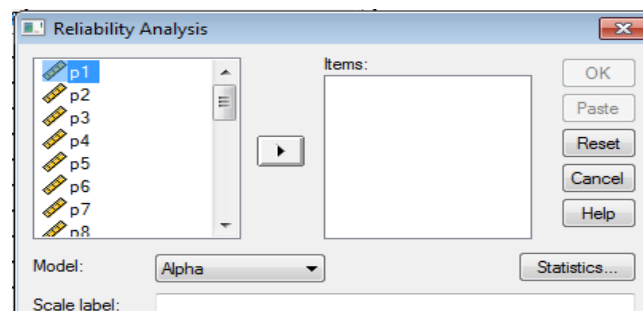 Reliability Analysis
Items:
p1
p2
p3
p4
p5
p6
p7
p8
OK
Paste
Reset
Cancel
Help
Model:
Alpha
Statistics...
Scale label: